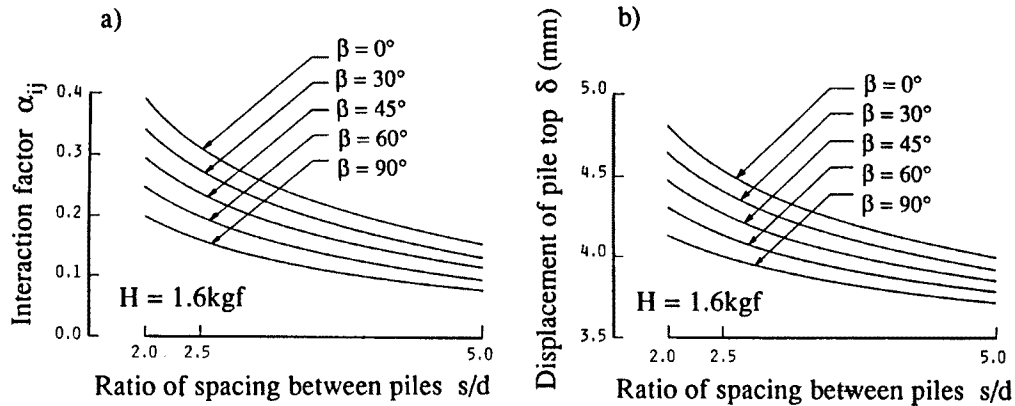 a)
β = 0°
β = 30°
β = 45°
β = 60°
β = 90°
Interaction factor αij
0.4
0.3
0.2
0.1
0.0
H = 1.6kgf
2.0 2.5 5.0
Ratio of spacing between piles s/d
b)
β = 0°
β = 30°
β = 45°
β = 60°
β = 90°
Displacement of pile top δ (mm)
5.0
4.5
4.0
3.5
H = 1.6kgf
2.0 2.5 5.0
Ratio of spacing between piles s/d